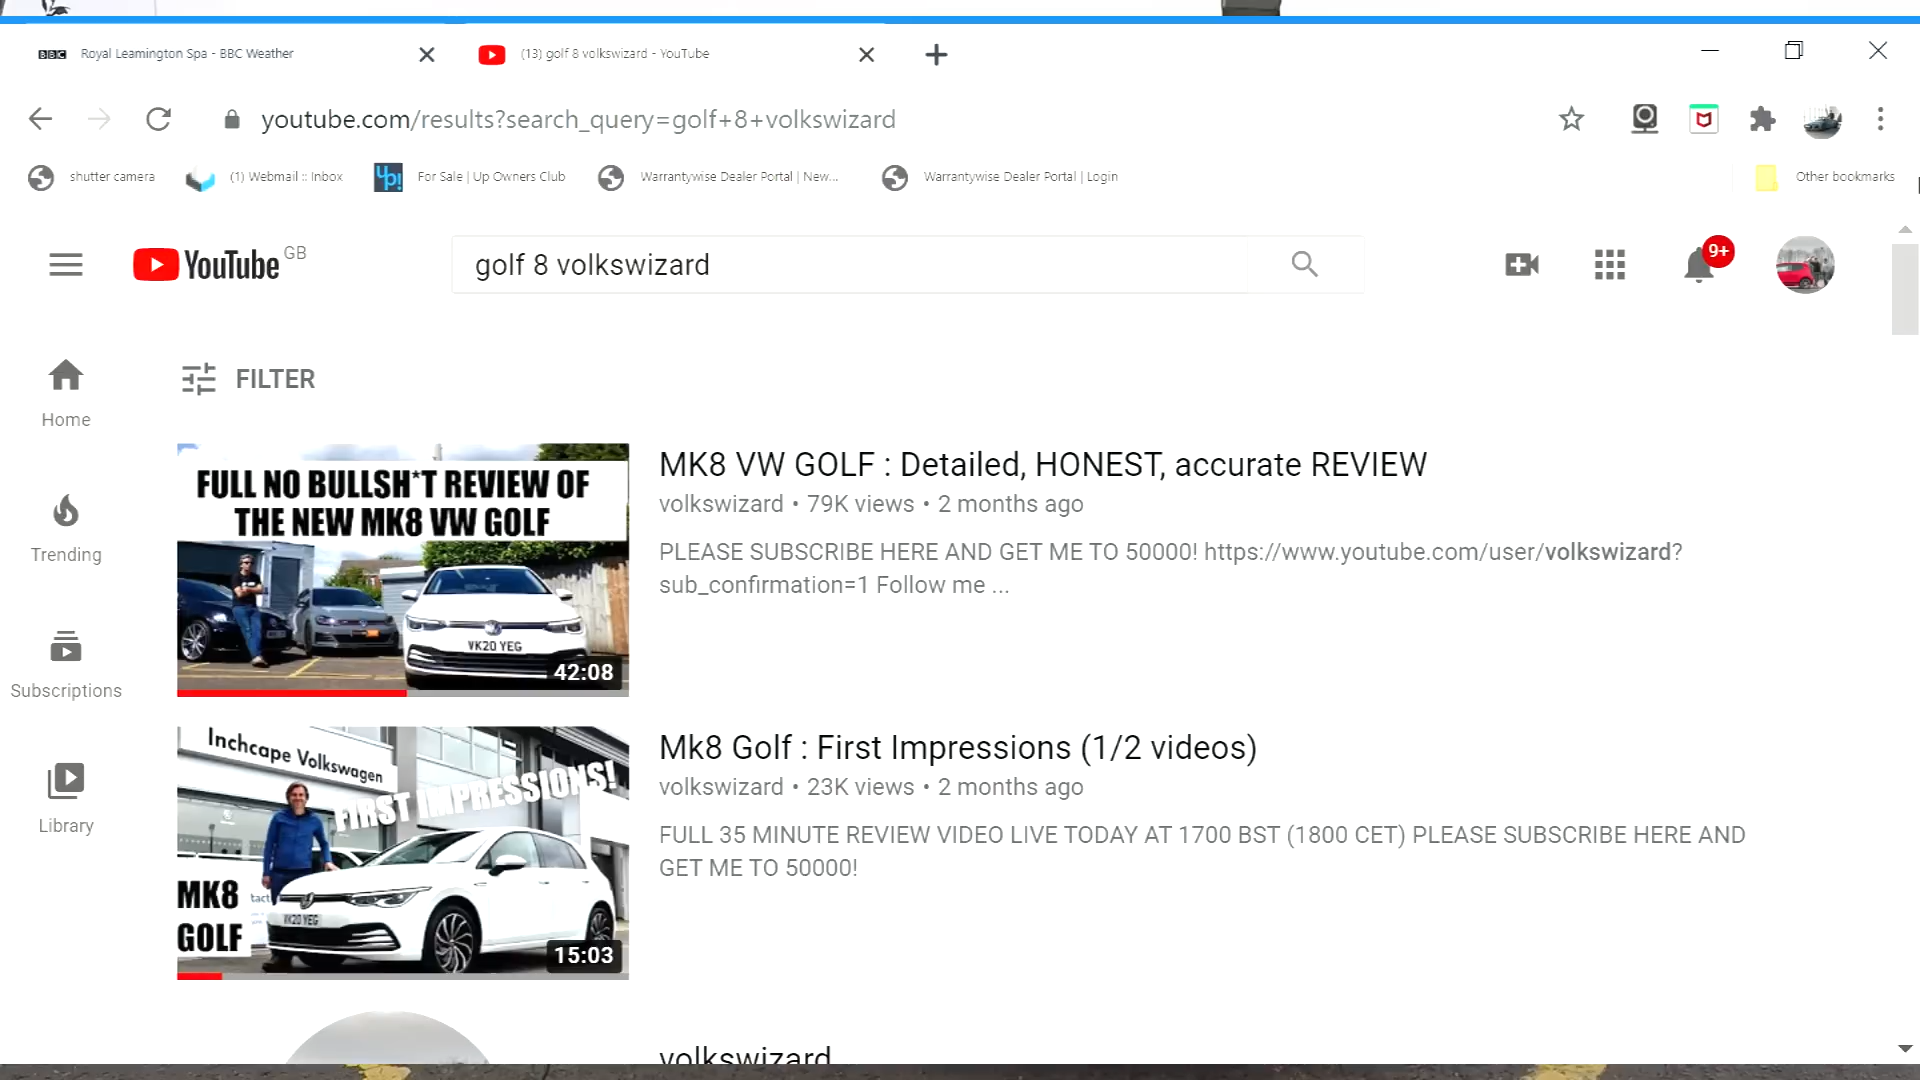 BBC Royal Leamington Spa - BBC Weather
(13) golf 8 volkswizard - YouTube
youtube.com/results?search_query=golf+8+volkswizard
shutter camera
(1) Webmail :: Inbox
up! For Sale | Up Owners Club
Warrantywise Dealer Portal | New...
Warrantywise Dealer Portal | Login
Other bookmarks
YouTube GB
golf 8 volkswizard
9+
Home
Trending
Subscriptions
Library
FILTER
FULL NO BULLSH*T REVIEW OF
THE NEW MK8 VW GOLF
VK20 YEG
42:08
MK8 VW GOLF : Detailed, HONEST, accurate REVIEW
volkswizard • 79K views • 2 months ago
PLEASE SUBSCRIBE HERE AND GET ME TO 50000! https://www.youtube.com/user/volkswizard?
sub_confirmation=1 Follow me ...
Inchcape Volkswagen
FIRST IMPRESSIONS!
MK8
GOLF
VK20 YEG
15:03
Mk8 Golf : First Impressions (1/2 videos)
volkswizard • 23K views • 2 months ago
FULL 35 MINUTE REVIEW VIDEO LIVE TODAY AT 1700 BST (1800 CET) PLEASE SUBSCRIBE HERE AND
GET ME TO 50000!
volkswizard